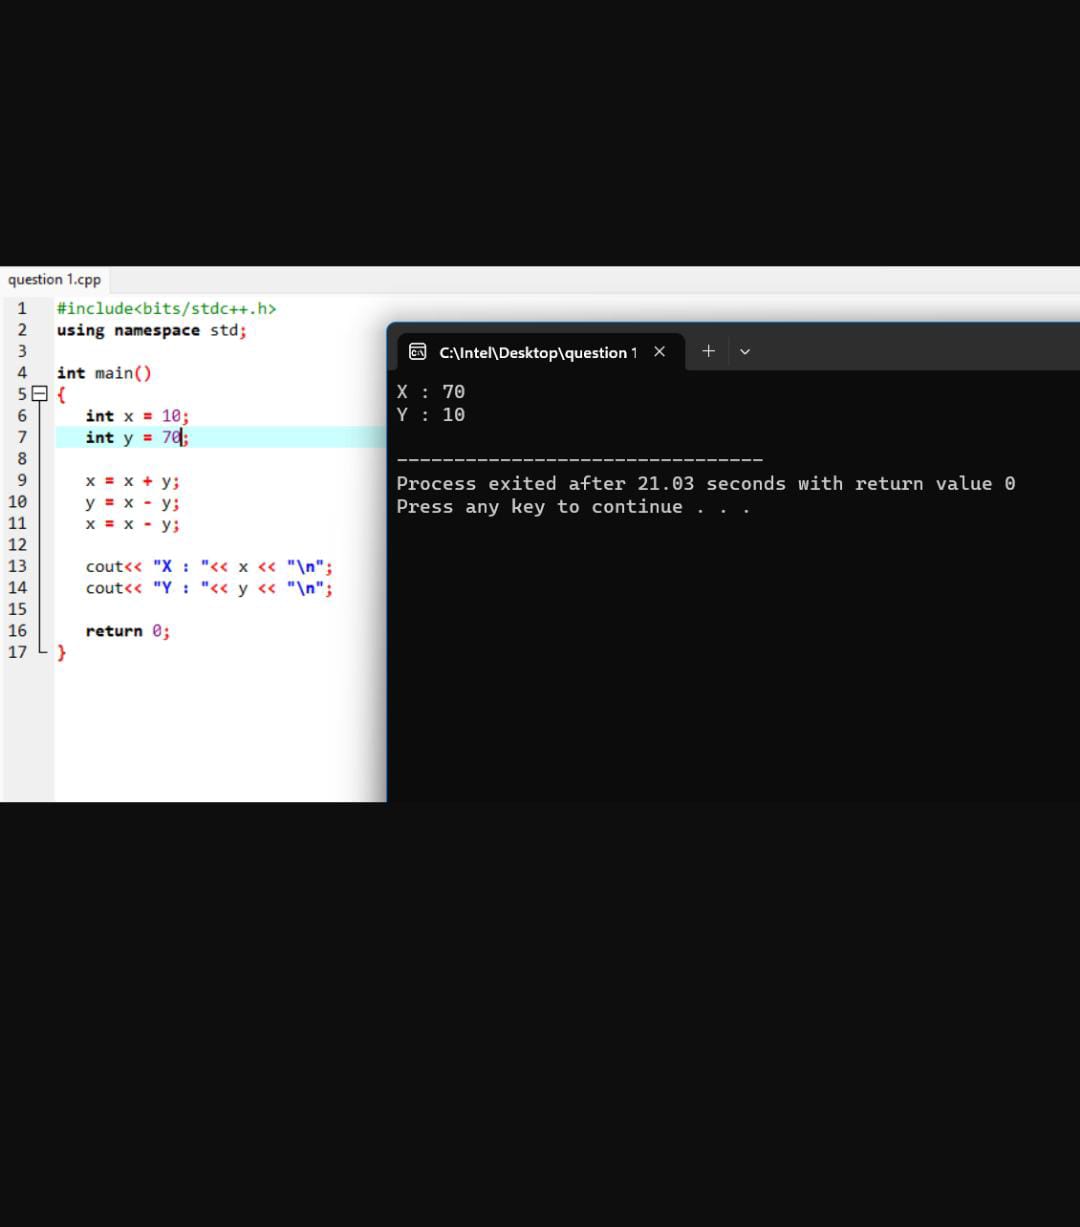 question 1.cpp
1 #include<bits/stdc++.h>
2 using namespace std;
3
4 int main()
5 {
6 int x = 10;
7 int y = 70;
8
9 x = x + y;
10 y = x - y;
11 x = x - y;
12
13 cout<< "X : "<< x << "\n";
14 cout<< "Y : "<< y << "\n";
15
16 return 0;
17 }
C:\Intel\Desktop\question 1
X : 70
Y : 10
--------------------------------
Process exited after 21.03 seconds with return value 0
Press any key to continue . . .